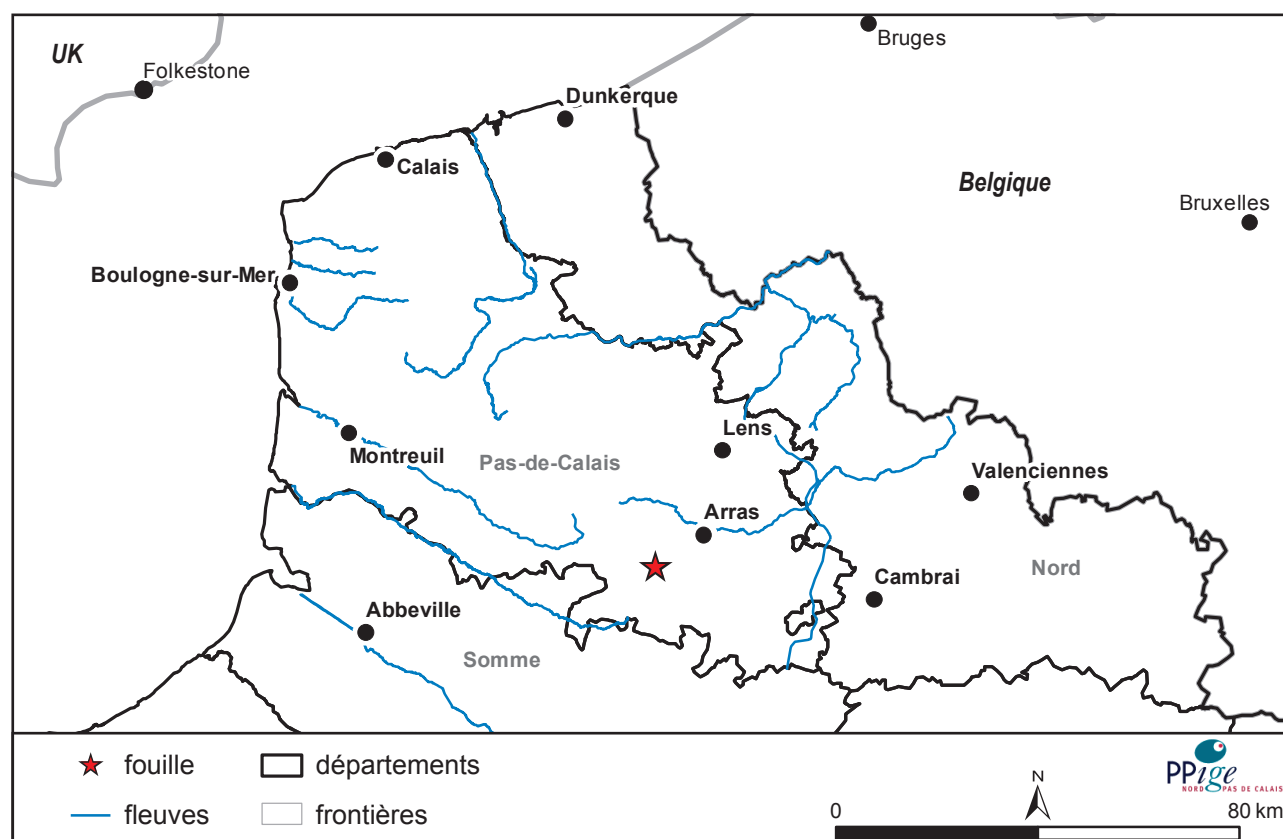 UK
Folkestone
Bruges
Dunkerque
Calais
Belgique
Bruxelles
Boulogne-sur-Mer
Lens
Montreuil
Pas-de-Calais
Valenciennes
Arras
Nord
Cambrai
Abbeville
Somme
fouille
départements
fleuves
frontières
N
0
80 km
PPige
NORD PAS DE CALAIS